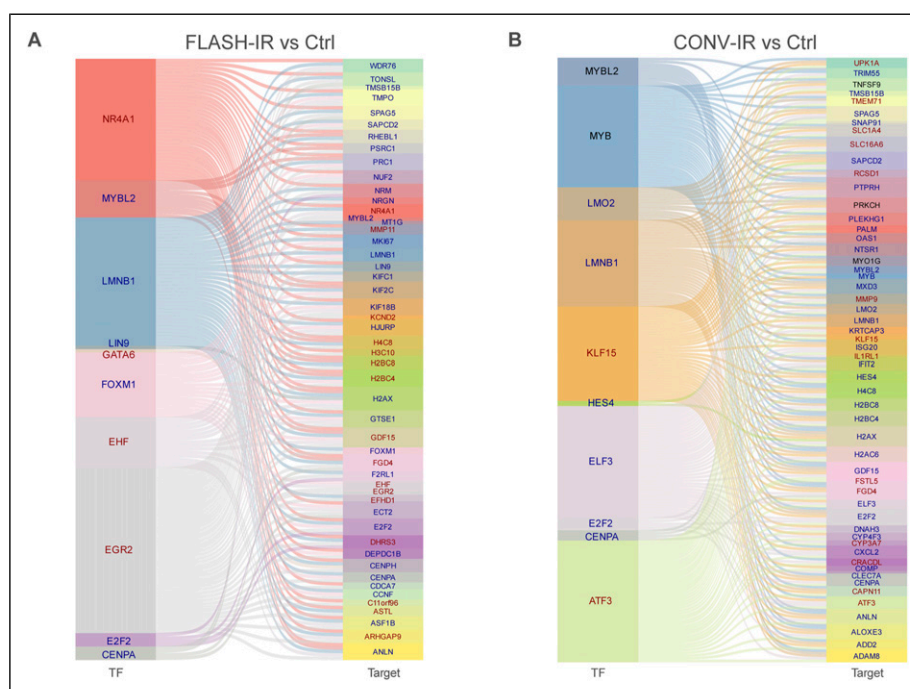 A
FLASH-IR vs Ctrl
NR4A1
MYBL2
LMNB1
LIN9
GATA6
FOXM1
EHF
EGR2
E2F2
CENPA
TF
WDR76
TONSL
TMSB15B
TMPO
SPAG5
SAPCD2
RHEBL1
PSRC1
PRC1
NUF2
NRM
NRGN
NR4A1
MYBL2
MT1G
MMP11
MKI67
LMNB1
LIN9
KIFC1
KIF2C
KIF18B
KCND2
HJURP
H4C8
H3C10
H2BC8
H2BC4
H2AX
GTSE1
GDF15
FOXM1
FGD4
F2RL1
EHF
EGR2
EFHD1
ECT2
E2F2
DHRS3
DEPDC1B
CENPH
CENPA
CDCA7
CCNF
C11orf96
ASTL
ASF1B
ARHGAP9
ANLN
Target
B
CONV-IR vs Ctrl
MYBL2
MYB
LMO2
LMNB1
KLF15
HES4
ELF3
E2F2
CENPA
ATF3
TF
UPK1A
TRIM55
TNFSF9
TMSB15B
TMEM71
SPAG5
SNAP91
SLC1A4
SLC16A6
SAPCD2
RCSD1
PTPRH
PRKCH
PLEKHG1
PALM
OAS1
NTSR1
MYO1G
MYBL2
MYB
MXD3
MMP9
LMO2
LMNB1
KRTCAP3
KLF15
ISG20
IL1RL1
IFIT2
HES4
H4C8
H2BC8
H2BC4
H2AX
H2AC6
GDF15
FSTL5
FGD4
ELF3
E2F2
DNAH3
CYP4F3
CYP3A7
CXCL2
CRACDL
COMP
CLEC7A
CENPA
CAPN11
ATF3
ANLN
ALOXE3
ADD2
ADAM8
Target